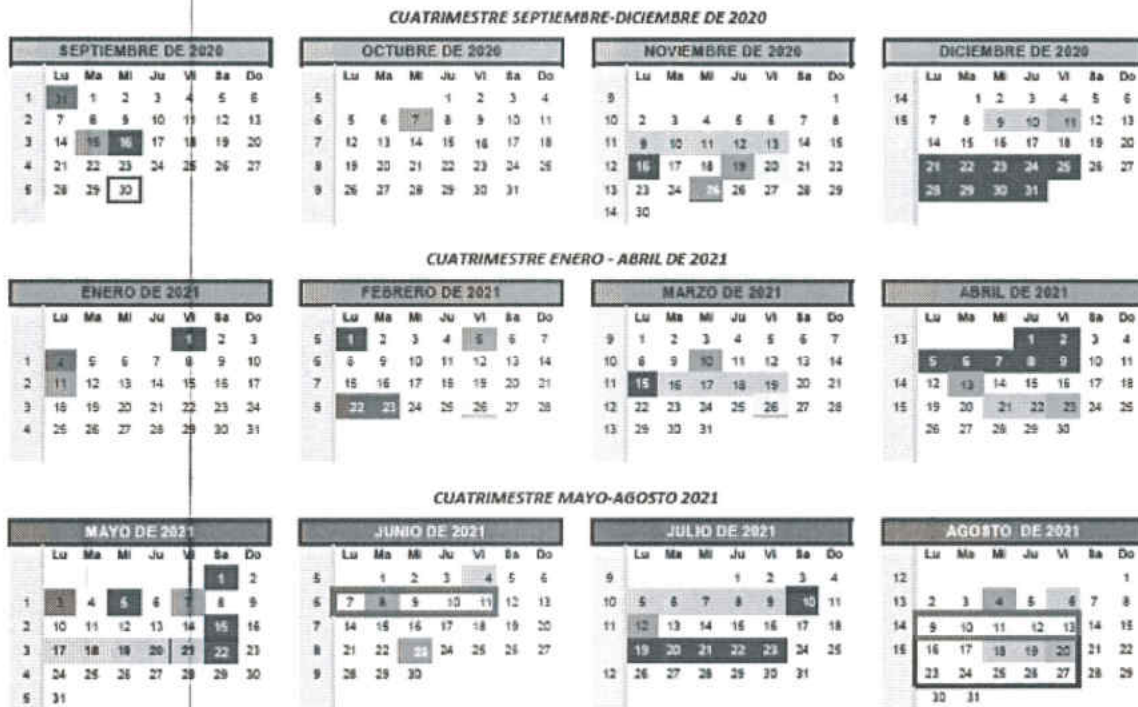 CUATRIMESTRE SEPTIEMBRE-DICIEMBRE DE 2020
SEPTIEMBRE DE 2020
Lu Ma Mi Ju Vi Sa Do
1 31 1 2 3 4 5 6
2 7 8 9 10 11 12 13
3 14 15 16 17 18 19 20
4 21 22 23 24 25 26 27
5 28 29 30
OCTUBRE DE 2020
Lu Ma Mi Ju Vi Sa Do
5 1 2 3 4
6 5 6 7 8 9 10 11
7 12 13 14 15 16 17 18
8 19 20 21 22 23 24 25
9 26 27 28 29 30 31
NOVIEMBRE DE 2020
Lu Ma Mi Ju Vi Sa Do
9 1
10 2 3 4 5 6 7 8
11 9 10 11 12 13 14 15
12 16 17 18 19 20 21 22
13 23 24 25 26 27 28 29
14 30
DICIEMBRE DE 2020
Lu Ma Mi Ju Vi Sa Do
14 1 2 3 4 5 6
15 7 8 9 10 11 12 13
14 15 16 17 18 19 20
21 22 23 24 25 26 27
28 29 30 31
CUATRIMESTRE ENERO - ABRIL DE 2021
ENERO DE 2021
Lu Ma Mi Ju Vi Sa Do
1 2 3
1 4 5 6 7 8 9 10
2 11 12 13 14 15 16 17
3 18 19 20 21 22 23 24
4 25 26 27 28 29 30 31
FEBRERO DE 2021
Lu Ma Mi Ju Vi Sa Do
5 1 2 3 4 5 6 7
6 8 9 10 11 12 13 14
7 15 16 17 18 19 20 21
8 22 23 24 25 26 27 28
MARZO DE 2021
Lu Ma Mi Ju Vi Sa Do
9 1 2 3 4 5 6 7
10 8 9 10 11 12 13 14
11 15 16 17 18 19 20 21
12 22 23 24 25 26 27 28
13 29 30 31
ABRIL DE 2021
Lu Ma Mi Ju Vi Sa Do
13 1 2 3 4
5 6 7 8 9 10 11
14 12 13 14 15 16 17 18
15 19 20 21 22 23 24 25
26 27 28 29 30
CUATRIMESTRE MAYO-AGOSTO 2021
MAYO DE 2021
Lu Ma Mi Ju Vi Sa Do
1 2
1 3 4 5 6 7 8 9
2 10 11 12 13 14 15 16
3 17 18 19 20 21 22 23
4 24 25 26 27 28 29 30
5 31
JUNIO DE 2021
Lu Ma Mi Ju Vi Sa Do
5 1 2 3 4 5 6
6 7 8 9 10 11 12 13
7 14 15 16 17 18 19 20
8 21 22 23 24 25 26 27
9 28 29 30
JULIO DE 2021
Lu Ma Mi Ju Vi Sa Do
9 1 2 3 4
10 5 6 7 8 9 10 11
11 12 13 14 15 16 17 18
19 20 21 22 23 24 25
12 26 27 28 29 30 31
AGOSTO DE 2021
Lu Ma Mi Ju Vi Sa Do
12 1
13 2 3 4 5 6 7 8
14 9 10 11 12 13 14 15
15 16 17 18 19 20 21 22
23 24 25 26 27 28 29
30 31